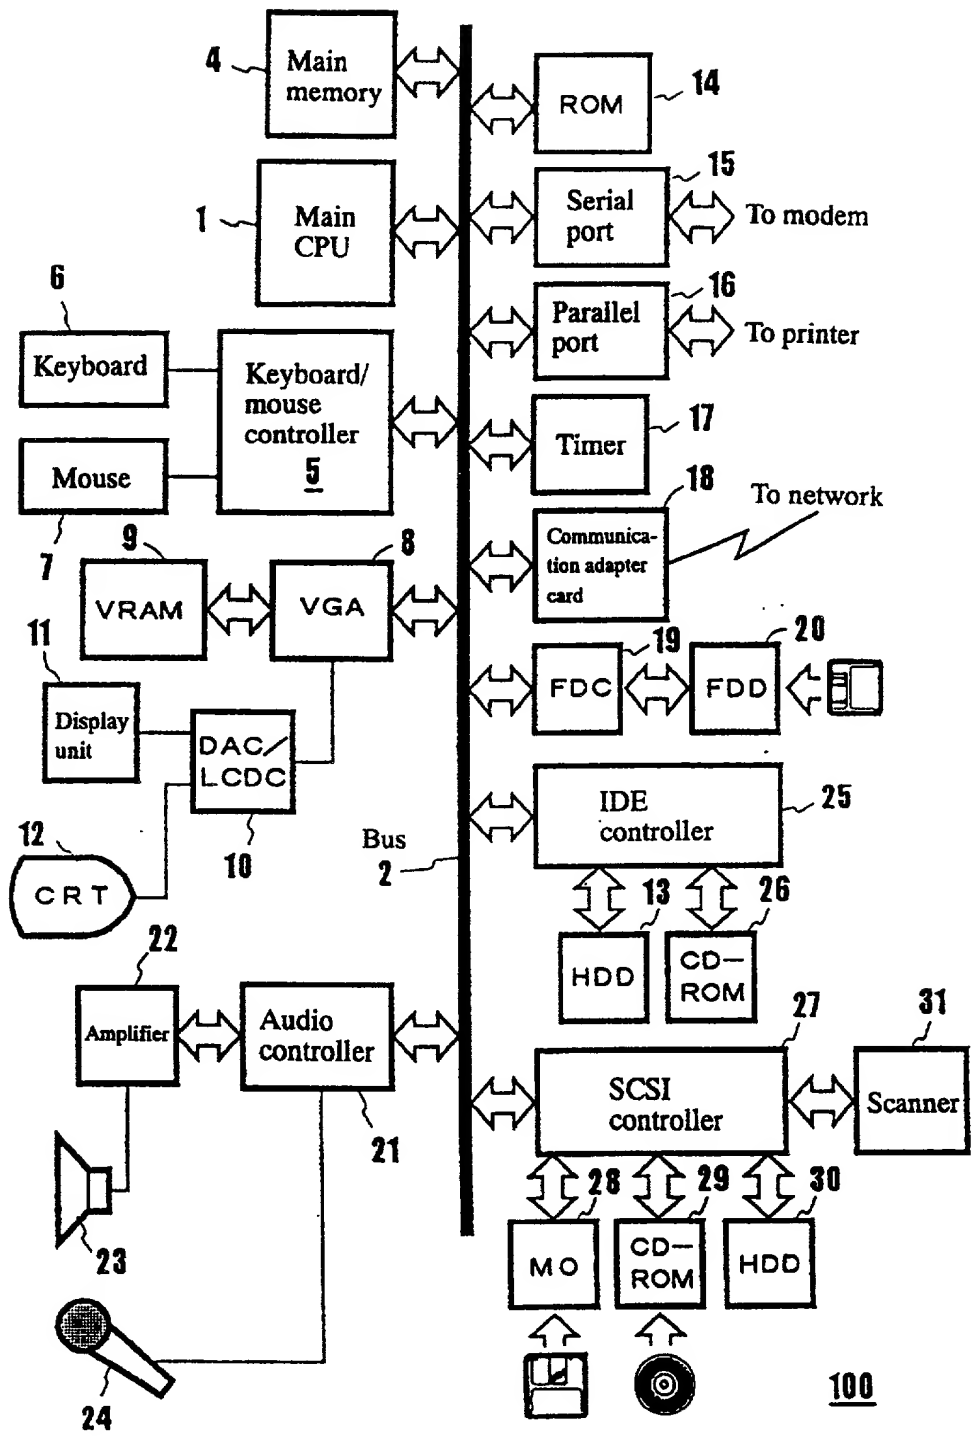 4
Main
memory
ROM
14
1
Main
CPU
15
Serial
port
To modem
6
Keyboard
Keyboard/
mouse
controller
5
16
Parallel
port
To printer
Mouse
7
17
Timer
9
VRAM
8
VGA
18
Communica-
tion adapter
card
To network
11
Display
unit
DAC/
LCDC
10
19
FDC
20
FDD
12
CRT
Bus
2
IDE
controller
25
13
HDD
26
CD-
ROM
22
Amplifier
Audio
controller
21
27
SCSI
controller
31
Scanner
23
28
MO
29
CD-
ROM
30
HDD
24
100